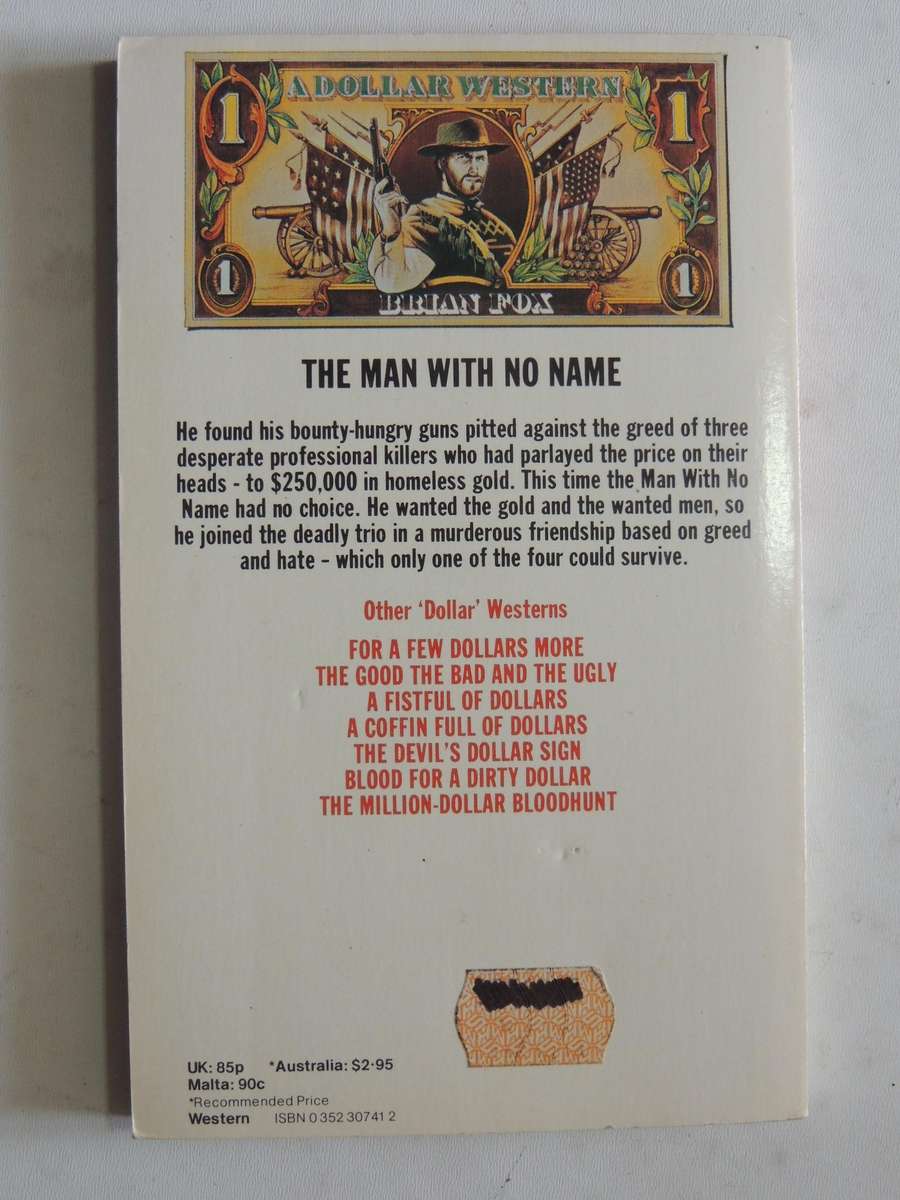 A DOLLAR WESTERN
1 1
1 1
BRIAN FOX
THE MAN WITH NO NAME
He found his bounty-hungry guns pitted against the greed of three
desperate professional killers who had parlayed the price on their
heads - to $250,000 in homeless gold. This time the Man With No
Name had no choice. He wanted the gold and the wanted men, so
he joined the deadly trio in a murderous friendship based on greed
and hate - which only one of the four could survive.
Other ‘Dollar’ Westerns
FOR A FEW DOLLARS MORE
THE GOOD THE BAD AND THE UGLY
A FISTFUL OF DOLLARS
A COFFIN FULL OF DOLLARS
THE DEVIL'S DOLLAR SIGN
BLOOD FOR A DIRTY DOLLAR
THE MILLION-DOLLAR BLOODHUNT
UK: 85p *Australia: $2·95
Malta: 90c
*Recommended Price
Western ISBN 0 352 30741 2